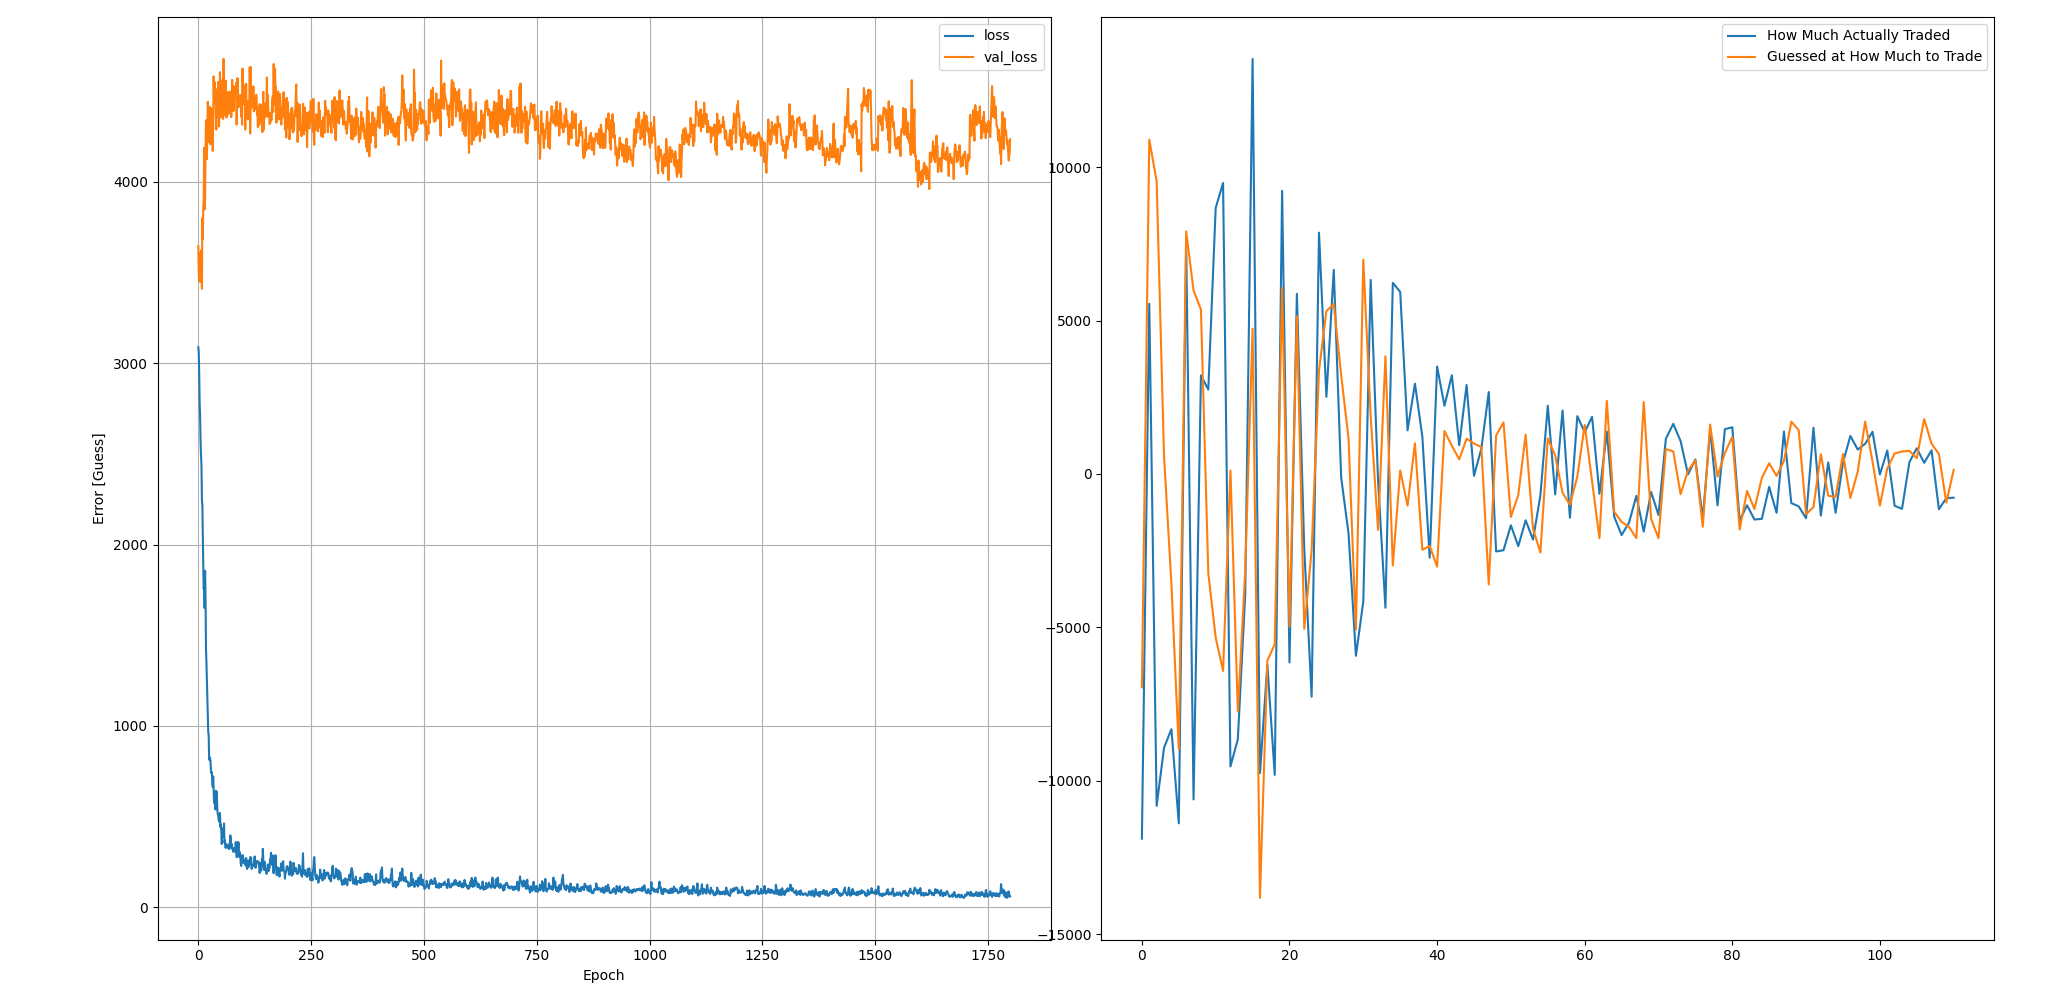 loss
val_loss
4000
3000
2000
1000
0
Error [Guess]
0 250 500 750 1000 1250 1500 1750
Epoch
How Much Actually Traded
Guessed at How Much to Trade
10000
5000
0
−5000
−10000
−15000
0 20 40 60 80 100